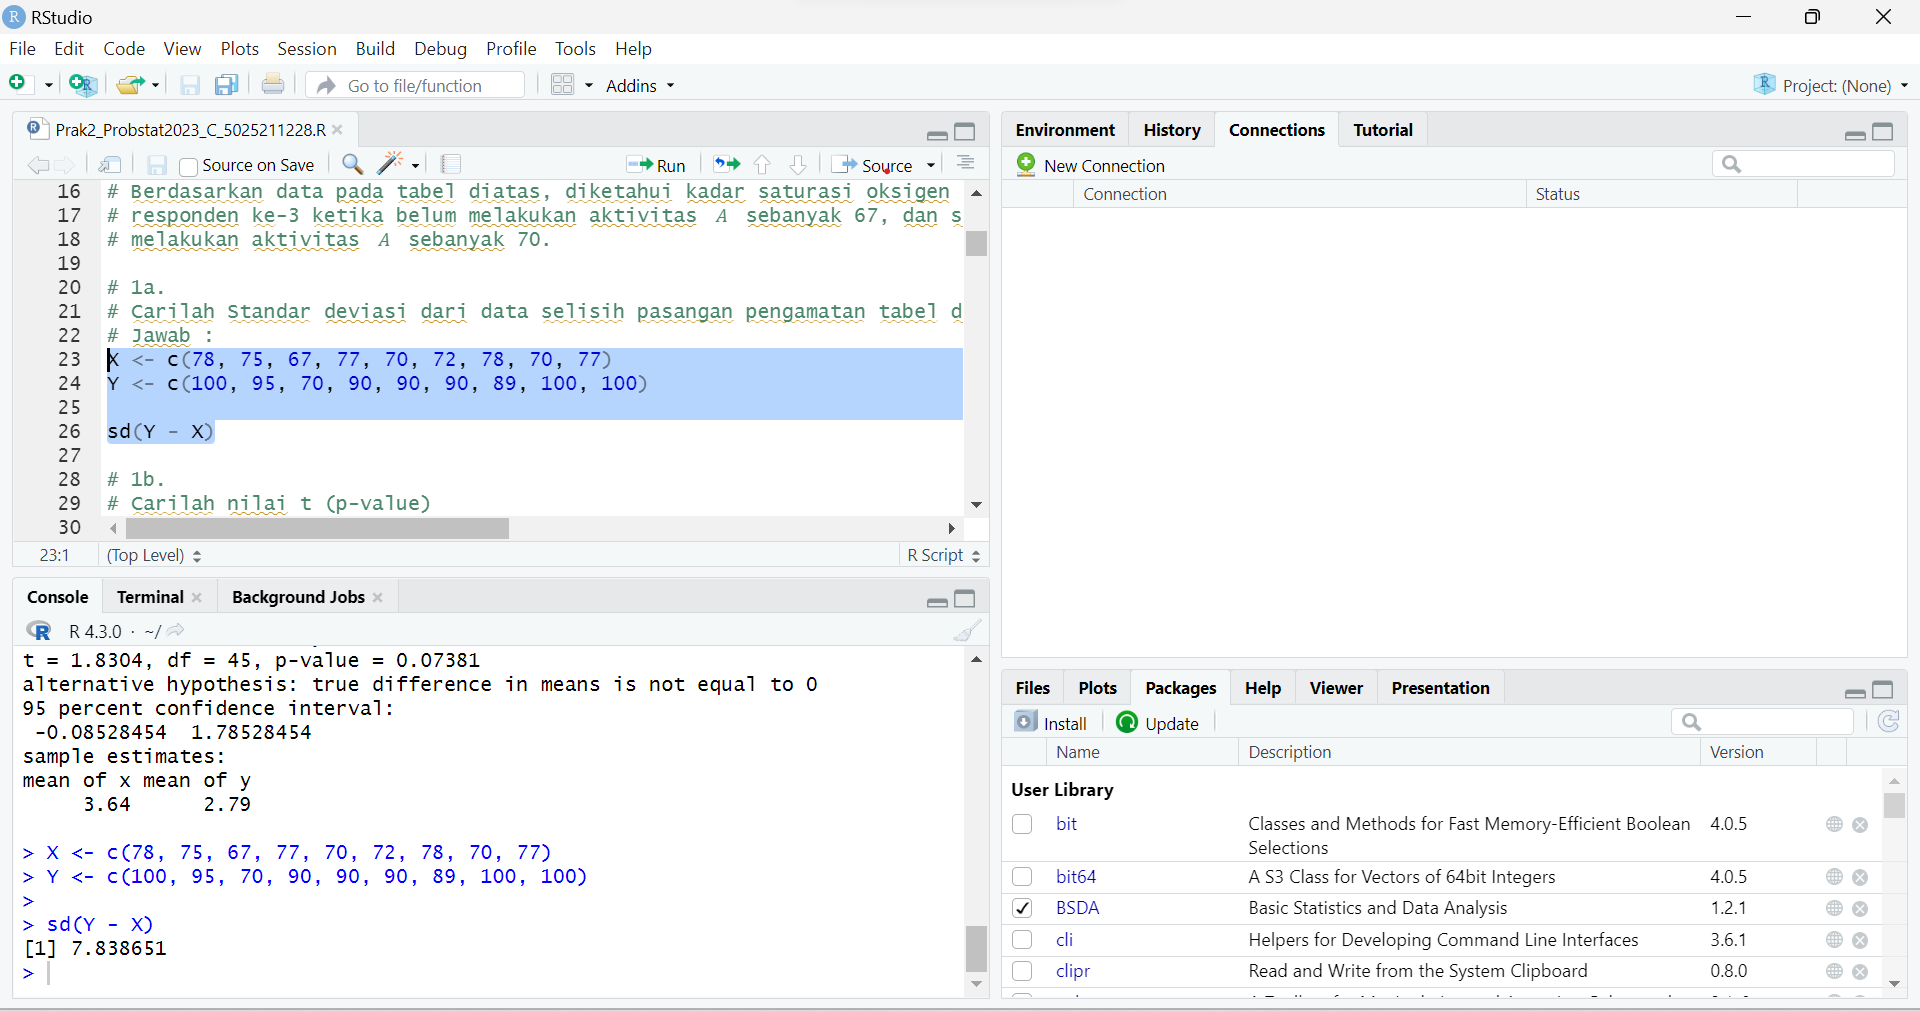 RStudio
File Edit Code View Plots Session Build Debug Profile Tools Help
Go to file/function Addins Project: (None)
Prak2_Probstat2023_C_5025211228.R
Source on Save Run Source
16 # Berdasarkan data pada tabel diatas, diketahui kadar saturasi oksigen
17 # responden ke-3 ketika belum melakukan aktivitas A sebanyak 67, dan s
18 # melakukan aktivitas A sebanyak 70.
19
20 # 1a.
21 # Carilah Standar deviasi dari data selisih pasangan pengamatan tabel d
22 # Jawab :
23 X <- c(78, 75, 67, 77, 70, 72, 78, 70, 77)
24 Y <- c(100, 95, 70, 90, 90, 90, 89, 100, 100)
25
26 sd(Y - X)
27
28 # 1b.
29 # Carilah nilai t (p-value)
30
23:1 (Top Level) R Script
Console Terminal Background Jobs
R 4.3.0 · ~/
t = 1.8304, df = 45, p-value = 0.07381
alternative hypothesis: true difference in means is not equal to 0
95 percent confidence interval:
-0.08528454 1.78528454
sample estimates:
mean of x mean of y
3.64 2.79
> X <- c(78, 75, 67, 77, 70, 72, 78, 70, 77)
> Y <- c(100, 95, 70, 90, 90, 90, 89, 100, 100)
>
> sd(Y - X)
[1] 7.838651
>
Environment History Connections Tutorial
New Connection
Connection Status
Files Plots Packages Help Viewer Presentation
Install Update
Name Description Version
User Library
bit Classes and Methods for Fast Memory-Efficient Boolean 4.0.5
Selections
bit64 A S3 Class for Vectors of 64bit Integers 4.0.5
BSDA Basic Statistics and Data Analysis 1.2.1
cli Helpers for Developing Command Line Interfaces 3.6.1
clipr Read and Write from the System Clipboard 0.8.0